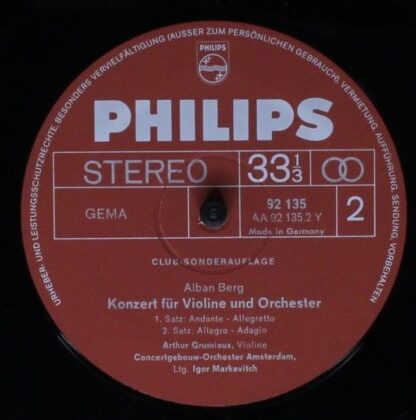 URHEBER- UND LEISTUNGSSCHUTZRECHTE, BESONDERS VERVIELFÄLTIGUNG (AUSSER ZUM PERSÖNLICHEN GEBRAUCH), VERMIETUNG, AUFFÜHRUNG, SENDUNG, VORBEHALTEN
PHILIPS
PHILIPS
STEREO 33 1/3
GEMA
92 135
AA 92 135.2 Y
Made in Germany
2
CLUB-SONDERAUFLAGE
Alban Berg
Konzert für Violine und Orchester
1. Satz: Andante - Allegretto
2. Satz: Allegro - Adagio
Arthur Grumiaux, Violine
Concertgebouw-Orchester Amsterdam,
Ltg. Igor Markevitch